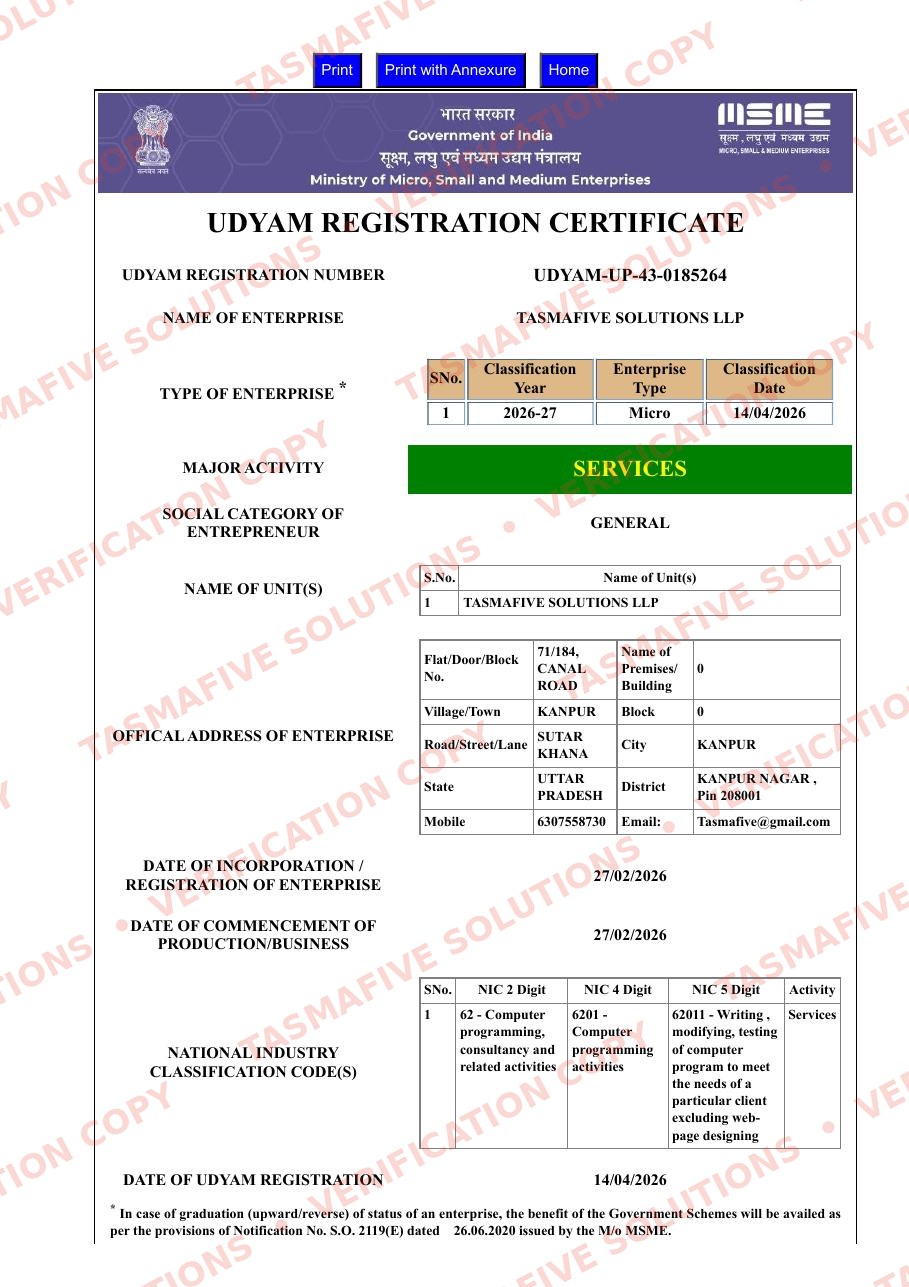 Print Print with Annexure Home
भारत सरकार
Government of India
सूक्ष्म, लघु एवं मध्यम उद्यम मंत्रालय
Ministry of Micro, Small and Medium Enterprises
सत्यमेव जयते
MSME
सूक्ष्म, लघु एवं मध्यम उद्यम
MICRO, SMALL & MEDIUM ENTERPRISES
UDYAM REGISTRATION CERTIFICATE
UDYAM REGISTRATION NUMBER UDYAM-UP-43-0185264
NAME OF ENTERPRISE TASMAFIVE SOLUTIONS LLP
TYPE OF ENTERPRISE *
SNo. Classification Year Enterprise Type Classification Date
1 2026-27 Micro 14/04/2026
MAJOR ACTIVITY SERVICES
SOCIAL CATEGORY OF
ENTREPRENEUR
GENERAL
NAME OF UNIT(S)
S.No. Name of Unit(s)
1 TASMAFIVE SOLUTIONS LLP
OFFICAL ADDRESS OF ENTERPRISE
Flat/Door/Block No. 71/184, CANAL ROAD Name of Premises/ Building 0
Village/Town KANPUR Block 0
Road/Street/Lane SUTAR KHANA City KANPUR
State UTTAR PRADESH District KANPUR NAGAR , Pin 208001
Mobile 6307558730 Email: Tasmafive@gmail.com
DATE OF INCORPORATION /
REGISTRATION OF ENTERPRISE
27/02/2026
DATE OF COMMENCEMENT OF
PRODUCTION/BUSINESS
27/02/2026
NATIONAL INDUSTRY
CLASSIFICATION CODE(S)
SNo. NIC 2 Digit NIC 4 Digit NIC 5 Digit Activity
1 62 - Computer programming, consultancy and related activities 6201 - Computer programming activities 62011 - Writing , modifying, testing of computer program to meet the needs of a particular client excluding web-page designing Services
DATE OF UDYAM REGISTRATION 14/04/2026
* In case of graduation (upward/reverse) of status of an enterprise, the benefit of the Government Schemes will be availed as
per the provisions of Notification No. S.O. 2119(E) dated 26.06.2020 issued by the M/o MSME.
TASMAFIVE SOLUTIONS • VERIFICATION COPY